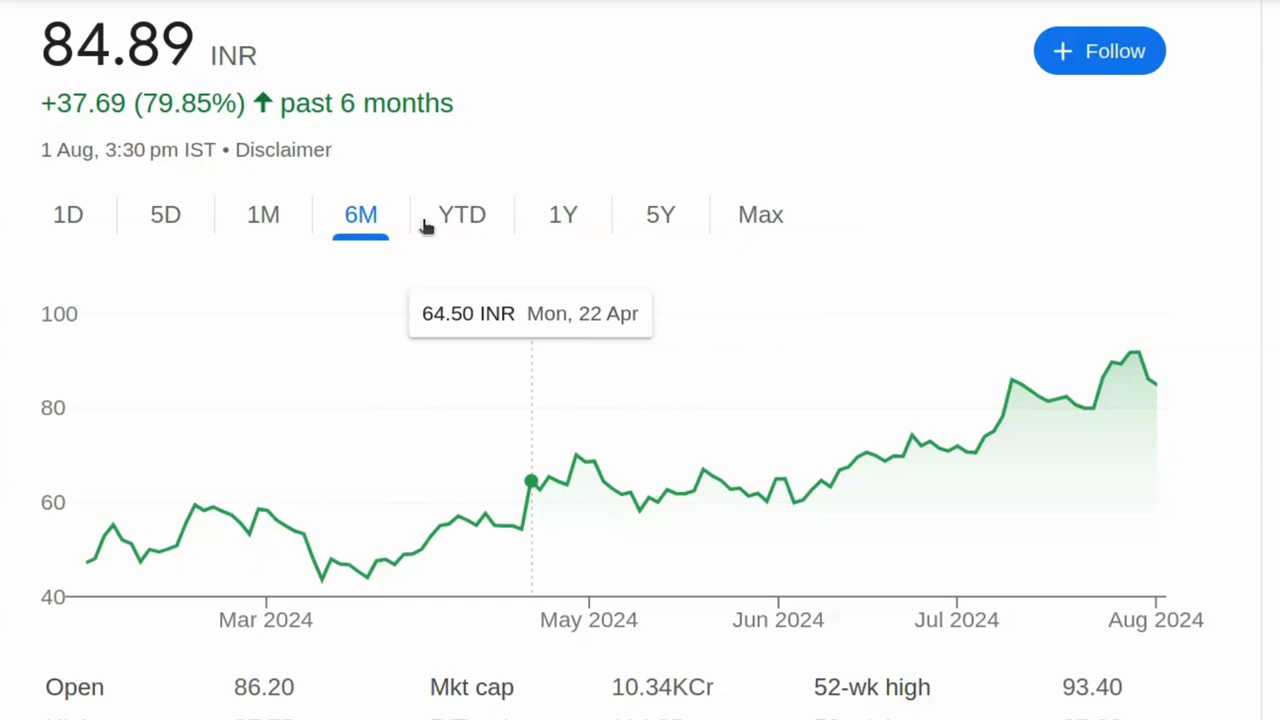 84.89 INR
+ Follow
+37.69 (79.85%) ↑ past 6 months
1 Aug, 3:30 pm IST • Disclaimer
1D 5D 1M 6M YTD 1Y 5Y Max
64.50 INR Mon, 22 Apr
100
80
60
40
Mar 2024 May 2024 Jun 2024 Jul 2024 Aug 2024
Open 86.20 Mkt cap 10.34KCr 52-wk high 93.40